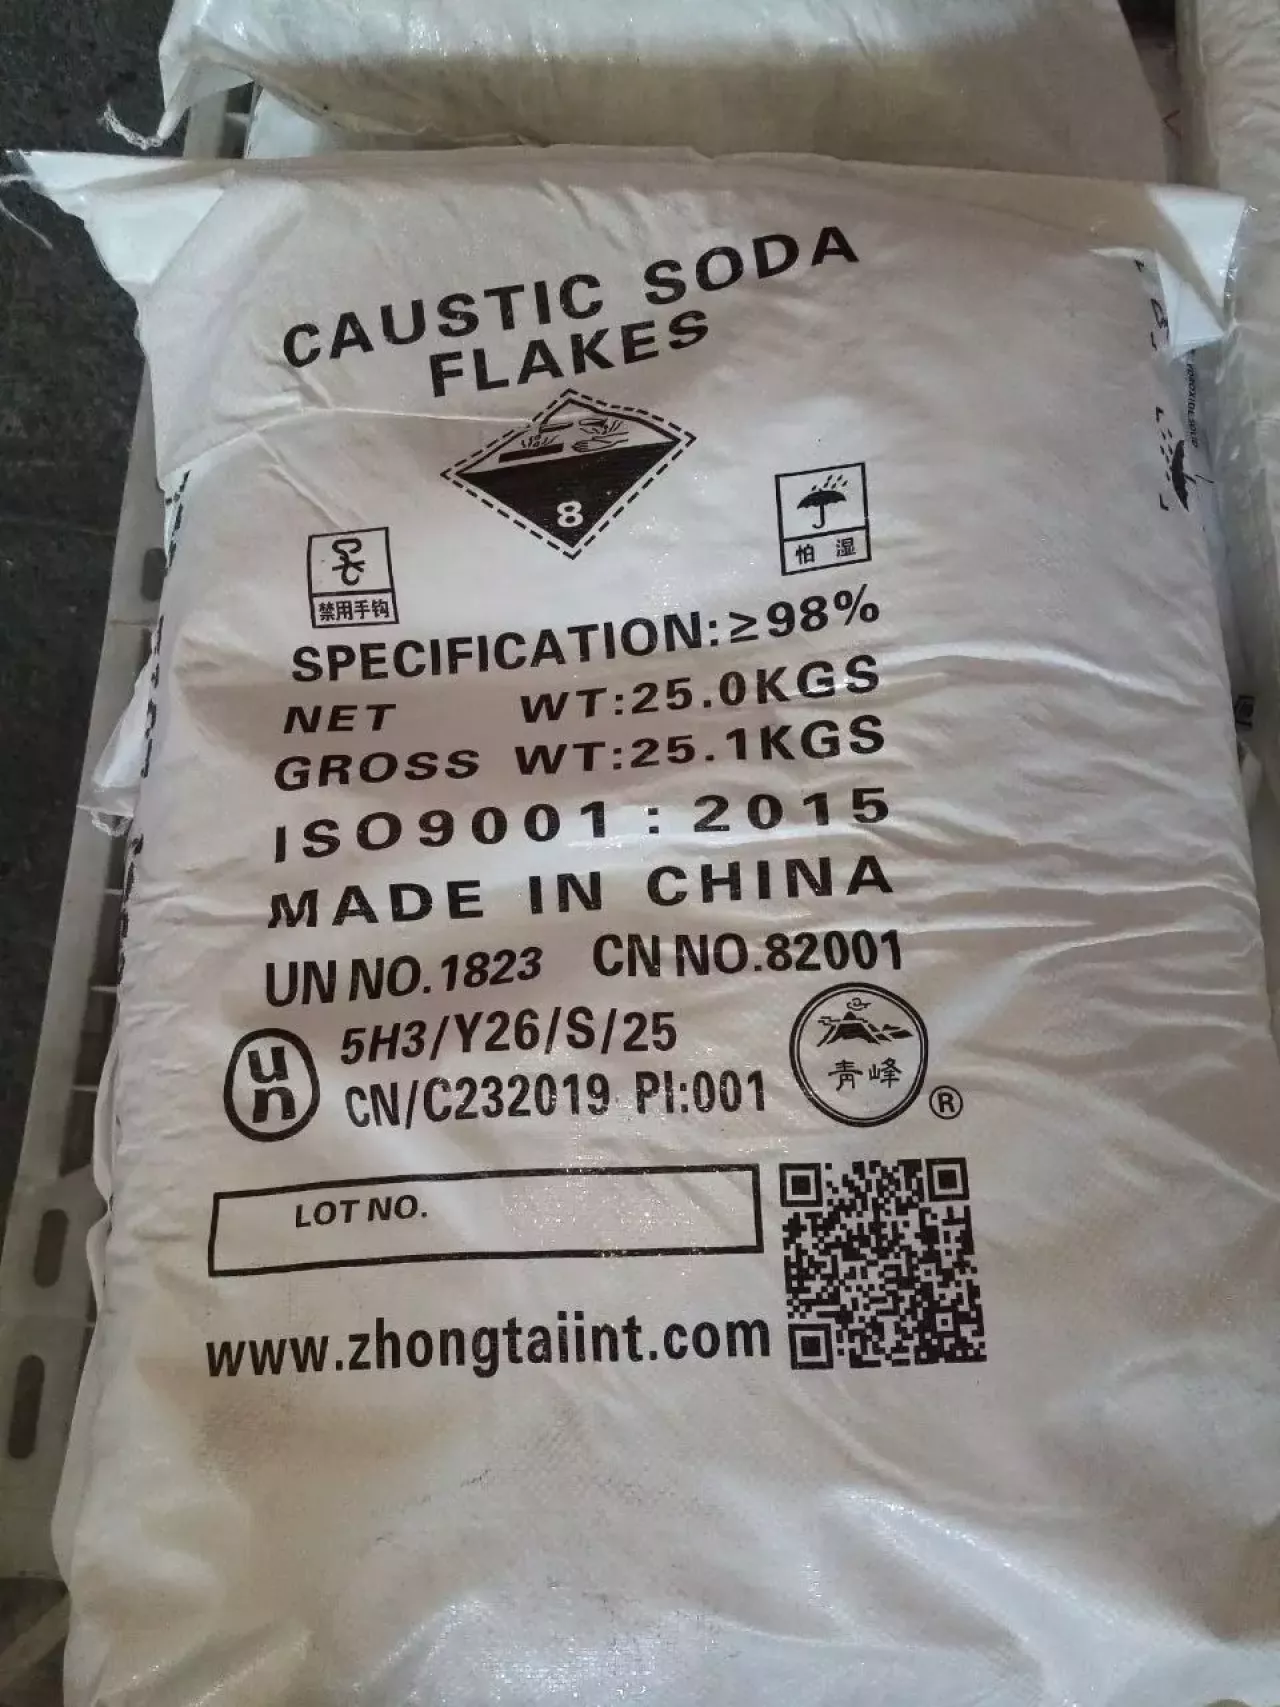 CAUSTIC SODA
FLAKES
8
禁用手钩
怕 湿
SPECIFICATION:≥98%
NET WT:25.0KGS
GROSS WT:25.1KGS
ISO9001:2015
MADE IN CHINA
UN NO.1823 CN NO.82001
un
5H3/Y26/S/25
CN/C232019 PI:001
青峰
®
LOT NO.
www.zhongtaiint.com